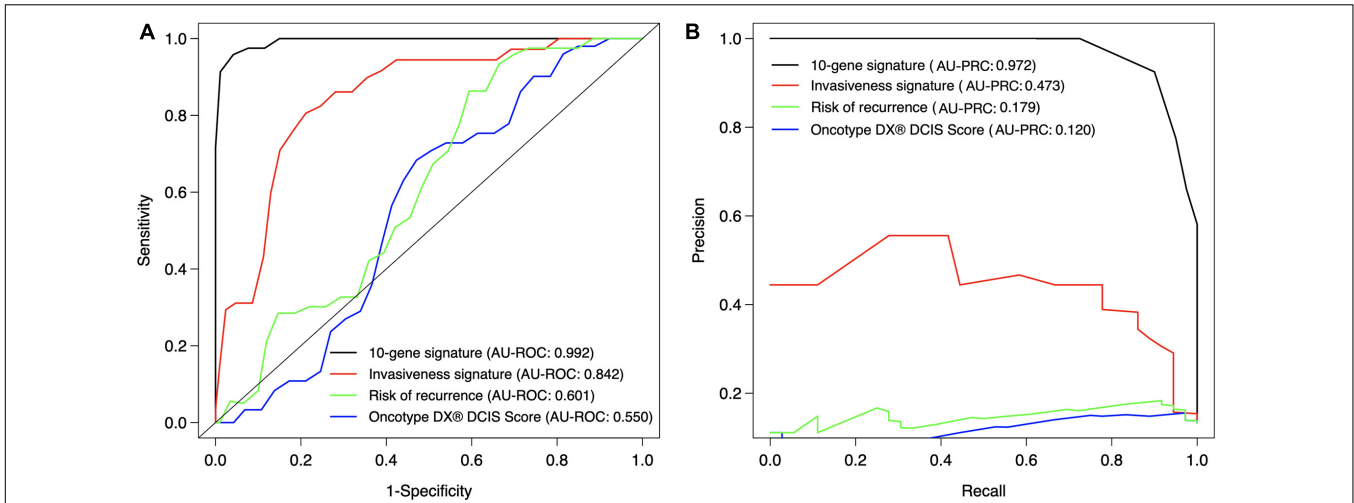 A
1.0
0.8
0.6
0.4
0.2
0.0
Sensitivity
10-gene signature (AU-ROC: 0.992)
Invasiveness signature (AU-ROC: 0.842)
Risk of recurrence (AU-ROC: 0.601)
Oncotype DX® DCIS Score (AU-ROC: 0.550)
0.0 0.2 0.4 0.6 0.8 1.0
1-Specificity
B
1.0
0.8
0.6
0.4
0.2
Precision
10-gene signature ( AU-PRC: 0.972)
Invasiveness signature ( AU-PRC: 0.473)
Risk of recurrence ( AU-PRC: 0.179)
Oncotype DX® DCIS Score ( AU-PRC: 0.120)
0.0 0.2 0.4 0.6 0.8 1.0
Recall